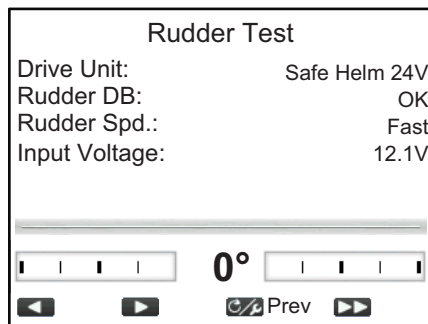 Rudder Test
Drive Unit: Safe Helm 24V
Rudder DB: OK
Rudder Spd.: Fast
Input Voltage: 12.1V
0°
Prev